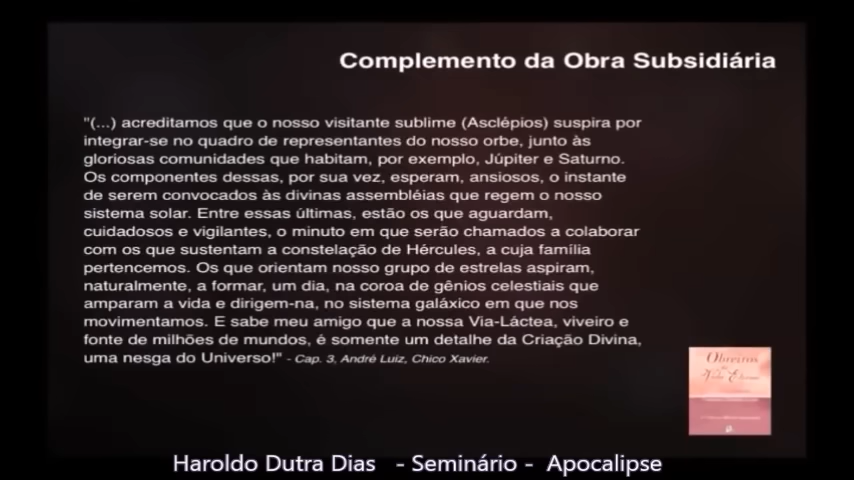 Complemento da Obra Subsidiária
"(...) acreditamos que o nosso visitante sublime (Asclépios) suspira por
integrar-se no quadro de representantes do nosso orbe, junto às
gloriosas comunidades que habitam, por exemplo, Júpiter e Saturno.
Os componentes dessas, por sua vez, esperam, ansiosos, o instante
de serem convocados às divinas assembléias que regem o nosso
sistema solar. Entre essas últimas, estão os que aguardam,
cuidadosos e vigilantes, o minuto em que serão chamados a colaborar
com os que sustentam a constelação de Hércules, a cuja família
pertencemos. Os que orientam nosso grupo de estrelas aspiram,
naturalmente, a formar, um dia, na coroa de gênios celestiais que
amparam a vida e dirigem-na, no sistema galáxico em que nos
movimentamos. E sabe meu amigo que a nossa Via-Láctea, viveiro e
fonte de milhões de mundos, é somente um detalhe da Criação Divina,
uma nesga do Universo!" - Cap. 3, André Luiz, Chico Xavier.
Obreiros
da
Vida Eterna
Haroldo Dutra Dias - Seminário - Apocalipse